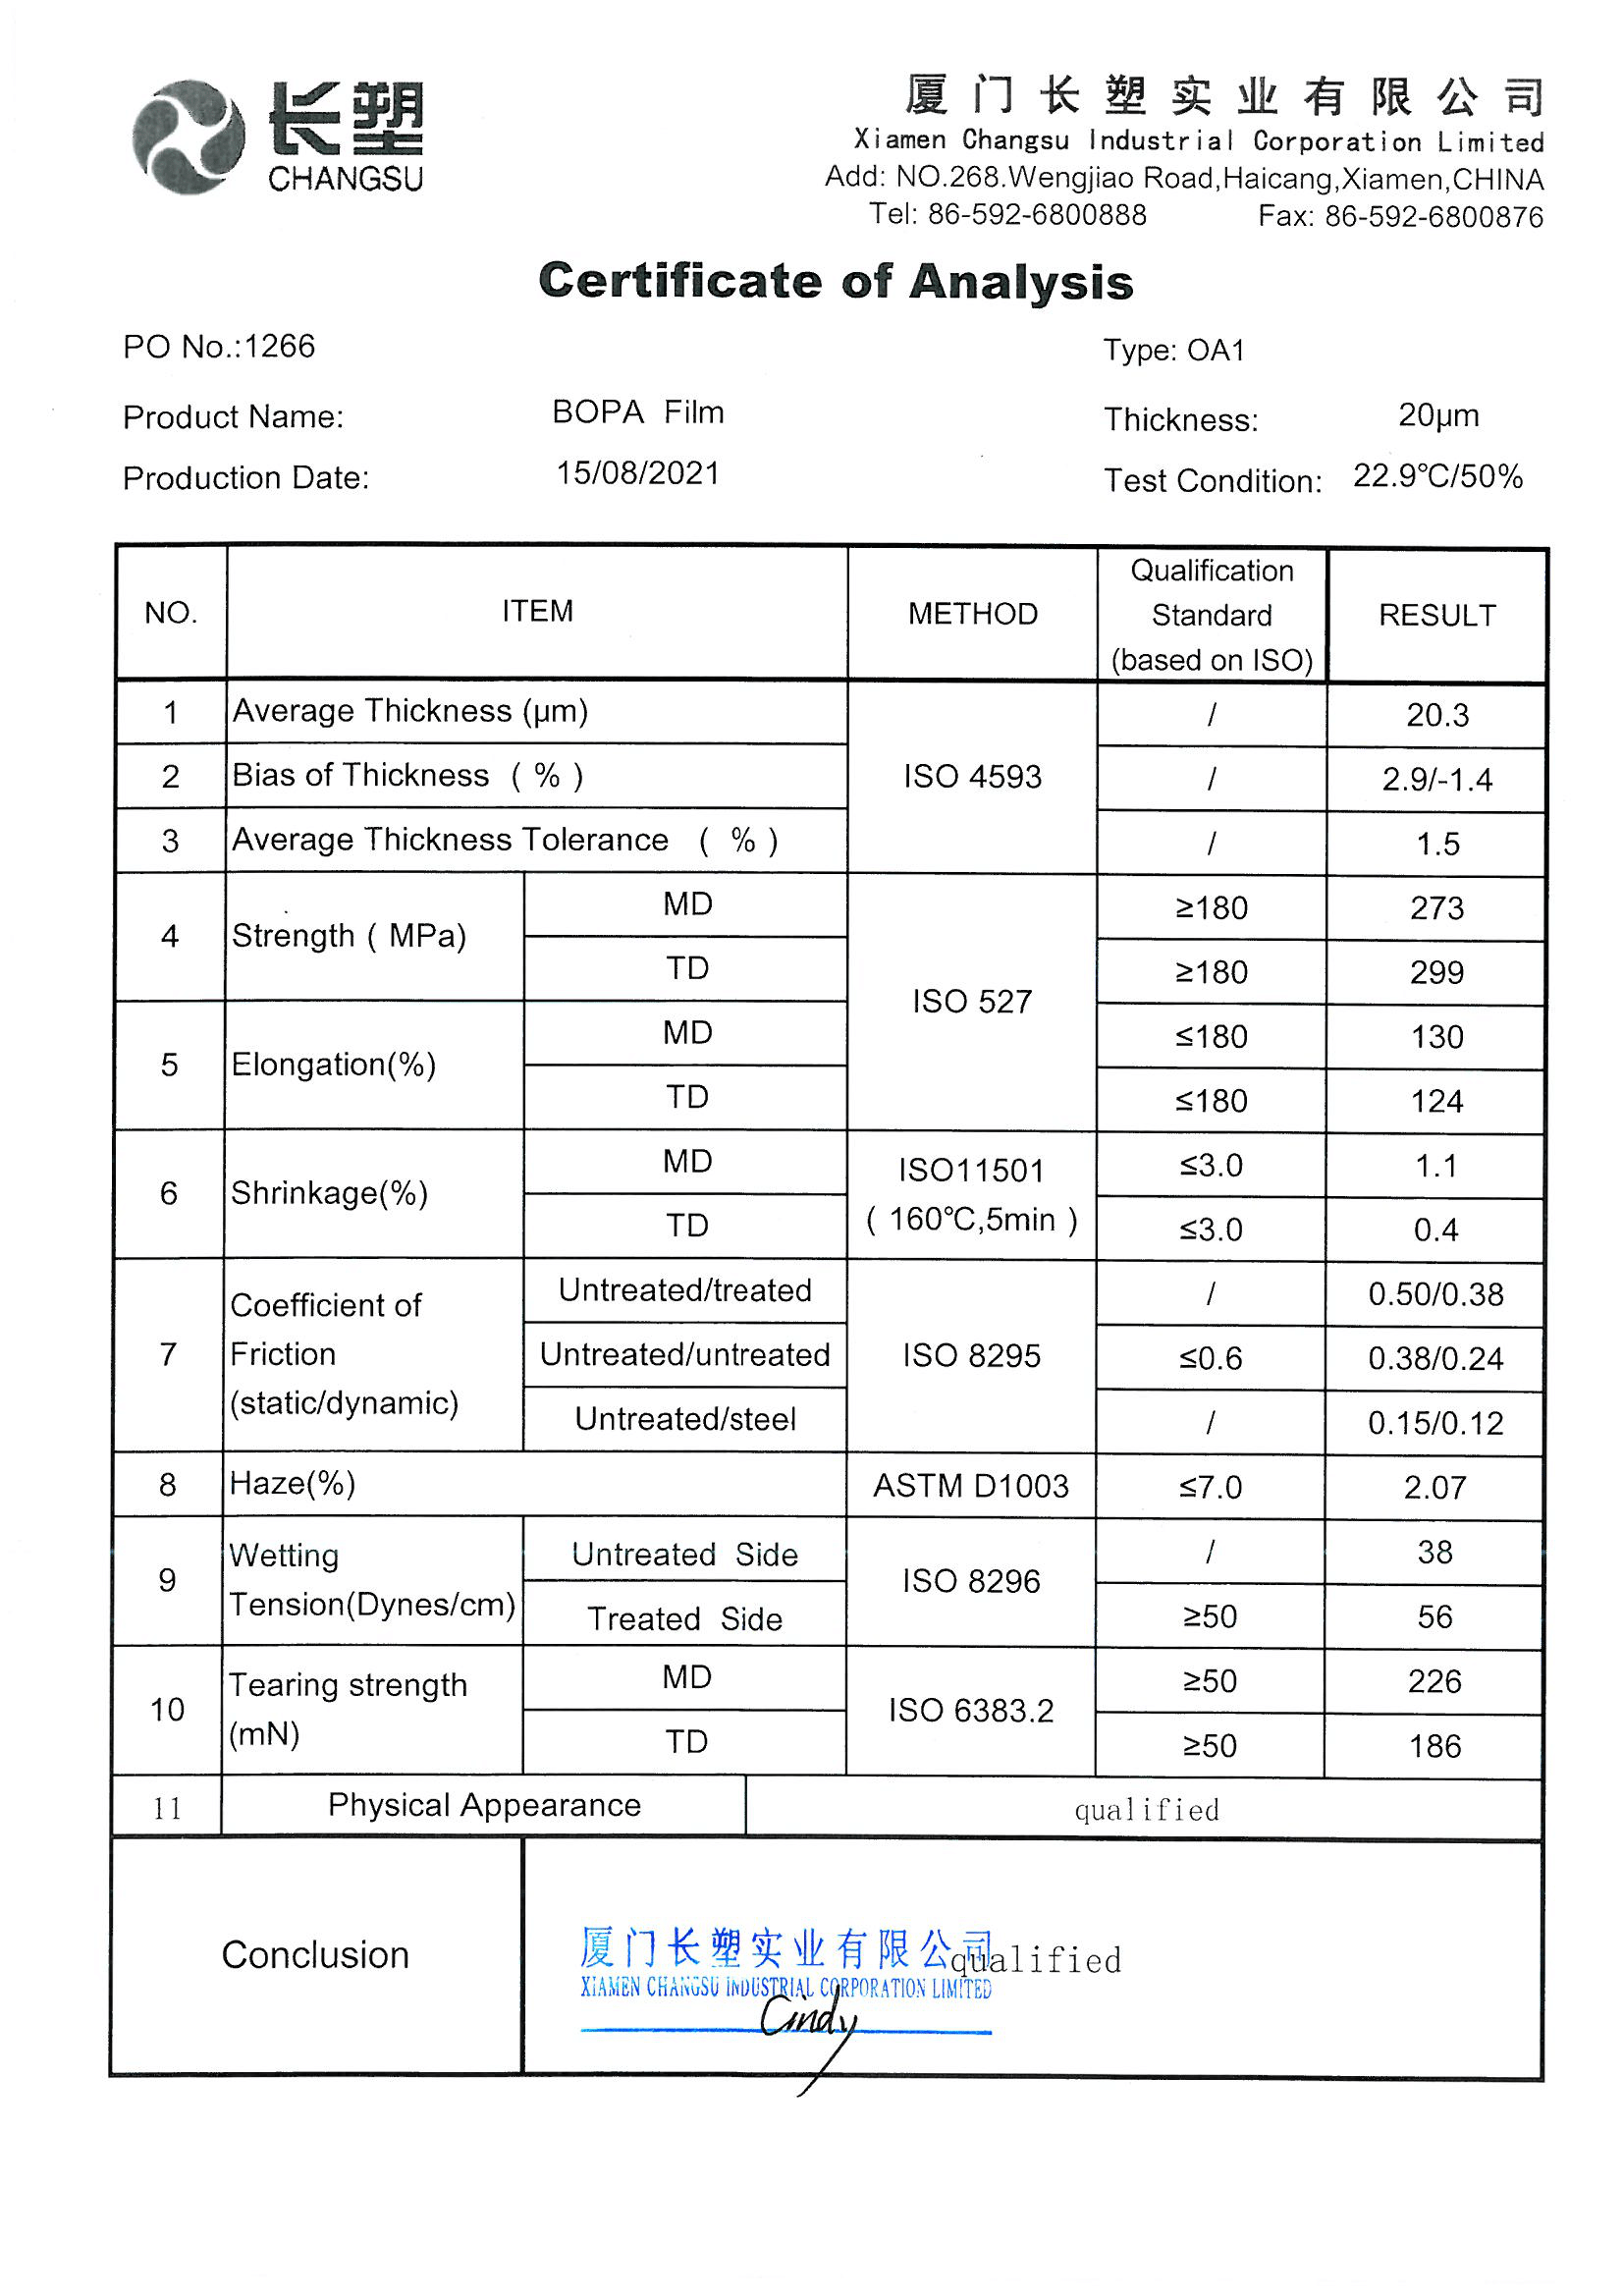 长塑
CHANGSU
厦门长塑实业有限公司
Xiamen Changsu Industrial Corporation Limited
Add: NO.268.Wengjiao Road,Haicang,Xiamen,CHINA
Tel: 86-592-6800888 Fax: 86-592-6800876
Certificate of Analysis
PO No.:1266 Type: OA1
Product Name: BOPA Film Thickness: 20μm
Production Date: 15/08/2021 Test Condition: 22.9℃/50%
NO. ITEM METHOD Qualification Standard (based on ISO) RESULT
1 Average Thickness (μm) ISO 4593 / 20.3
2 Bias of Thickness ( % ) / 2.9/-1.4
3 Average Thickness Tolerance ( % ) / 1.5
4 Strength ( MPa) MD ISO 527 ≥180 273
TD ≥180 299
5 Elongation(%) MD ≤180 130
TD ≤180 124
6 Shrinkage(%) MD ISO11501 ( 160℃,5min ) ≤3.0 1.1
TD ≤3.0 0.4
7 Coefficient of Friction (static/dynamic) Untreated/treated ISO 8295 / 0.50/0.38
Untreated/untreated ≤0.6 0.38/0.24
Untreated/steel / 0.15/0.12
8 Haze(%) ASTM D1003 ≤7.0 2.07
9 Wetting Tension(Dynes/cm) Untreated Side ISO 8296 / 38
Treated Side ≥50 56
10 Tearing strength (mN) MD ISO 6383.2 ≥50 226
TD ≥50 186
11 Physical Appearance qualified
Conclusion qualified
厦门长塑实业有限公司
XIAMEN CHANGSU INDUSTRIAL CORPORATION LIMITED
Cindy